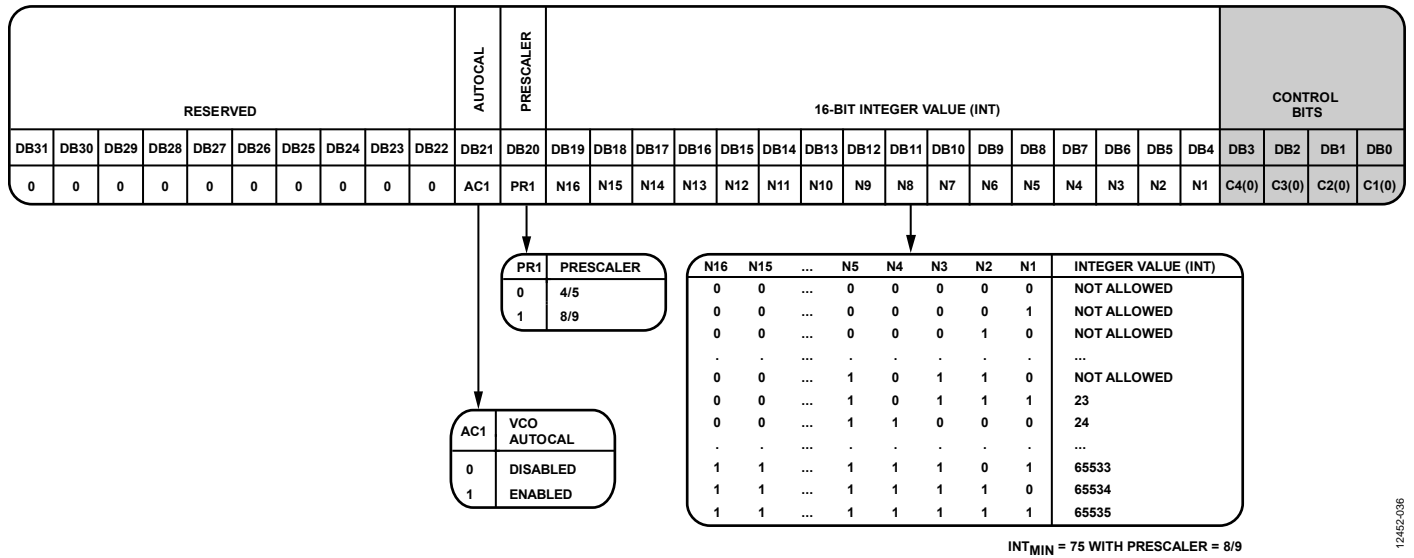 RESERVED AUTOCAL PRESCALER 16-BIT INTEGER VALUE (INT) CONTROL BITS
DB31 DB30 DB29 DB28 DB27 DB26 DB25 DB24 DB23 DB22 DB21 DB20 DB19 DB18 DB17 DB16 DB15 DB14 DB13 DB12 DB11 DB10 DB9 DB8 DB7 DB6 DB5 DB4 DB3 DB2 DB1 DB0
0 0 0 0 0 0 0 0 0 0 AC1 PR1 N16 N15 N14 N13 N12 N11 N10 N9 N8 N7 N6 N5 N4 N3 N2 N1 C4(0) C3(0) C2(0) C1(0)
PR1 PRESCALER
0 4/5
1 8/9
AC1 VCO AUTOCAL
0 DISABLED
1 ENABLED
N16 N15 ... N5 N4 N3 N2 N1 INTEGER VALUE (INT)
0 0 ... 0 0 0 0 0 NOT ALLOWED
0 0 ... 0 0 0 0 1 NOT ALLOWED
0 0 ... 0 0 0 1 0 NOT ALLOWED
. . ... . . . . . ...
0 0 ... 1 0 1 1 0 NOT ALLOWED
0 0 ... 1 0 1 1 1 23
0 0 ... 1 1 0 0 0 24
. . ... . . . . . ...
1 1 ... 1 1 1 0 1 65533
1 1 ... 1 1 1 1 0 65534
1 1 ... 1 1 1 1 1 65535
INTMIN = 75 WITH PRESCALER = 8/9
12452-036